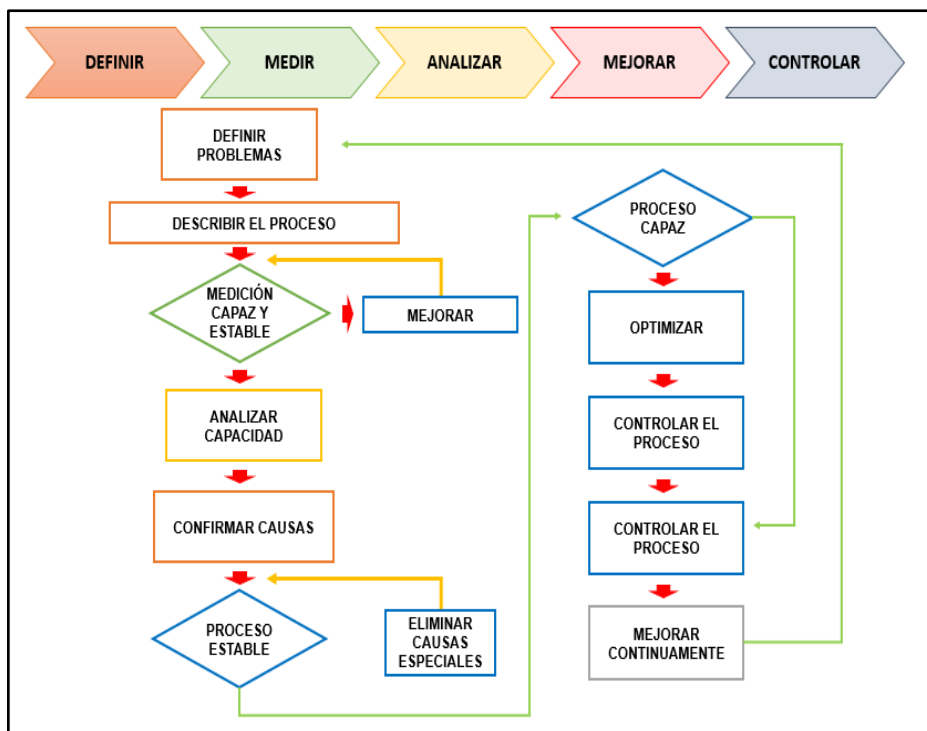 DEFINIR
MEDIR
ANALIZAR
MEJORAR
CONTROLAR
DEFINIR
PROBLEMAS
DESCRIBIR EL PROCESO
MEDICIÓN
CAPAZ Y
ESTABLE
MEJORAR
ANALIZAR
CAPACIDAD
CONFIRMAR CAUSAS
PROCESO
ESTABLE
ELIMINAR
CAUSAS
ESPECIALES
PROCESO
CAPAZ
OPTIMIZAR
CONTROLAR EL
PROCESO
CONTROLAR EL
PROCESO
MEJORAR
CONTINUAMENTE